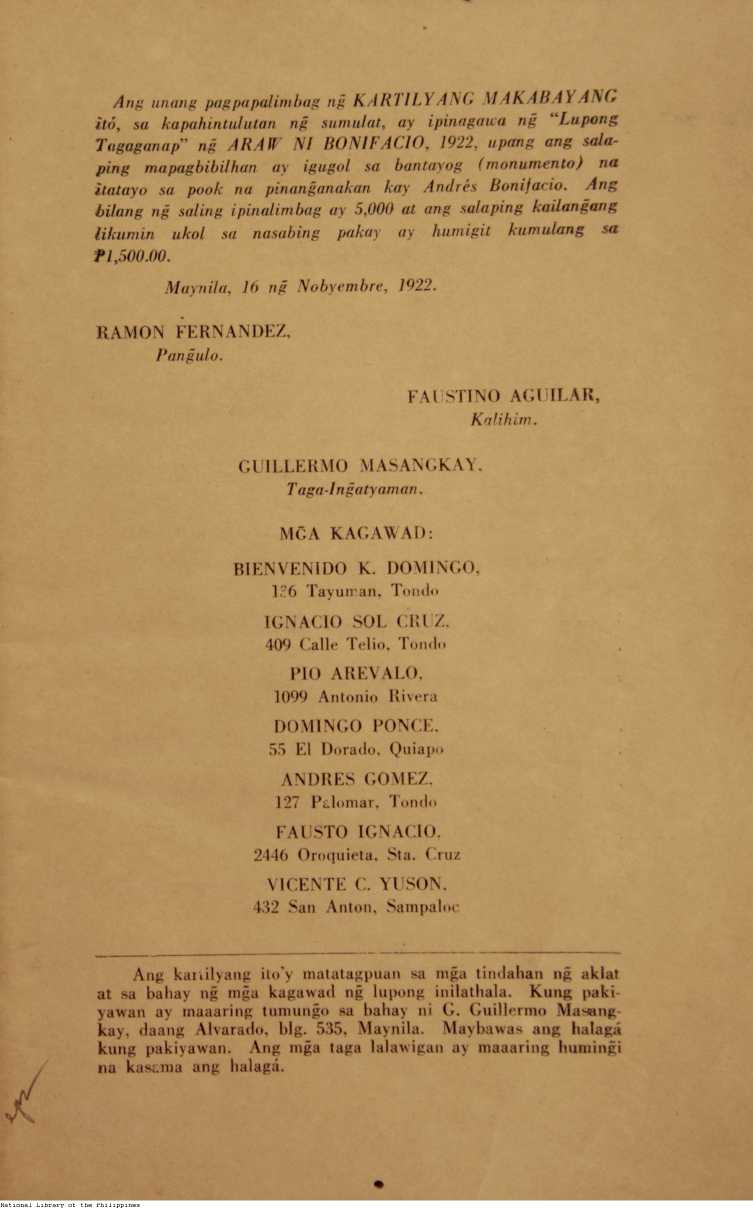 Ang unang pagpapalimbag ng̃ KARTILYANG MAKABAYANG
itó, sa kapahintulutan ng̃ sumulat, ay ipinagawa ng̃ “Lupong
Tagaganap” ng̃ ARAW NI BONIFACIO, 1922, upang ang sala-
ping mapagbibilhan ay igugol sa bantayog (monumento) na
itatayo sa pook na pinang̃anakan kay Andrés Bonifacio. Ang
bilang ng̃ saling ipinalimbag ay 5,000 at ang salaping kailang̃ang
likumin ukol sa nasabing pakay ay humigit kumulang sa
₱1,500.00.
Maynila, 16 ng̃ Nobyembre, 1922.
RAMON FERNANDEZ,
Pang̃ulo.
FAUSTINO AGUILAR,
Kalihim.
GUILLERMO MASANGKAY,
Taga-Ing̃atyaman.
MG̃A KAGAWAD:
BIENVENIDO K. DOMINGO,
Tayuman, Tondo
IGNACIO SOL CRUZ,
409 Calle Telio, Tondo
PIO AREVALO,
1099 Antonio Rivera
DOMINGO PONCE,
55 El Dorado, Quiapo
ANDRES GOMEZ,
127 Palomar, Tondo
FAUSTO IGNACIO,
2446 Oroquieta, Sta. Cruz
VICENTE C. YUSON,
432 San Anton, Sampaloc
Ang kartilyang ito’y matatagpuan sa mg̃a tindahan ng̃ aklat
at sa bahay ng̃ mg̃a kagawad ng̃ lupong inilathala. Kung paki-
yawan ay maaaring tumung̃o sa bahay ni G. Guillermo Masang-
kay, daang Alvarado, blg. 535, Maynila. Maybawas ang halagá
kung pakiyawan. Ang mg̃a taga lalawigan ay maaaring huming̃i
na kasama ang halagá.
National Library of the Philippines